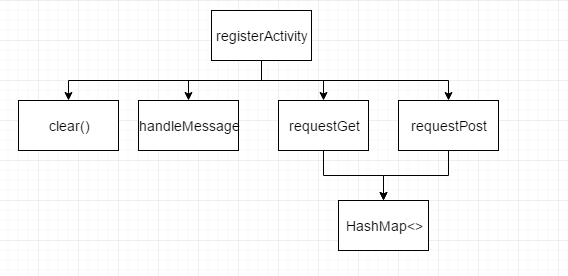 registerActivity
clear()
handleMessage
requestGet
requestPost
HashMap<>